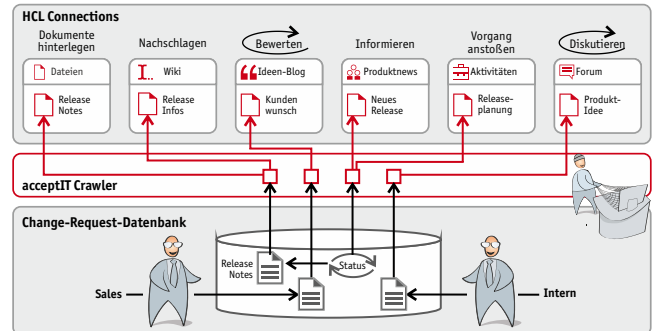 HCL Connections
Dokumente
hinterlegen
Nachschlagen
Bewerten
Informieren
Vorgang
anstoßen
Diskutieren
Dateien
Wiki
Ideen-Blog
Produktnews
Aktivitäten
Forum
Release
Notes
Release
Infos
Kunden
wunsch
Neues
Release
Release-
planung
Produkt-
Idee
acceptIT Crawler
Change-Request-Datenbank
Release
Notes
Status
Sales
Intern